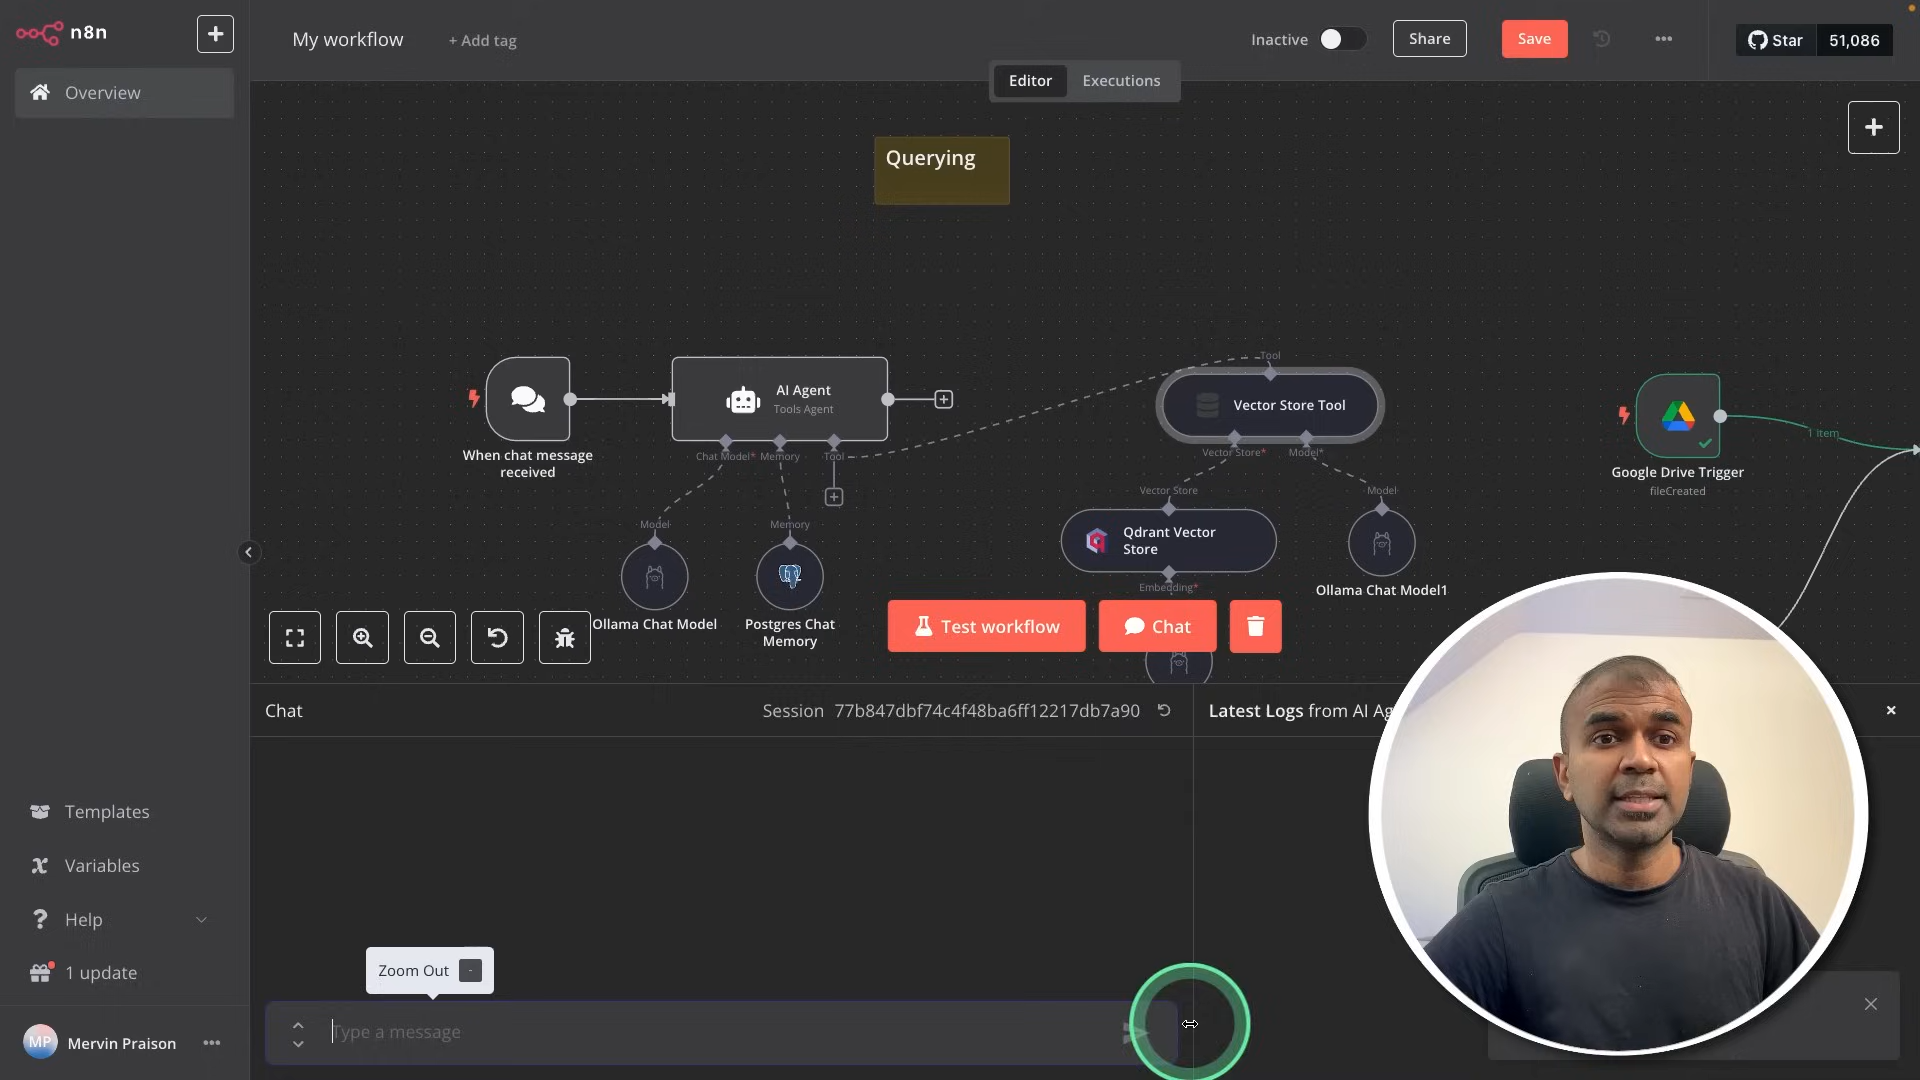 n8n
My workflow
+ Add tag
Inactive
Share
Save
Star
51,086
Overview
Editor
Executions
Querying
Tool
AI Agent
Tools Agent
Vector Store Tool
1 item
When chat message
received
Chat Model*
Memory
Tool
Vector Store*
Model*
Google Drive Trigger
fileCreated
Vector Store
Model
Model
Memory
Qdrant Vector
Store
Embedding*
Ollama Chat Model1
Ollama Chat Model
Postgres Chat
Memory
Test workflow
Chat
Chat
Session 77b847dbf74c4f48ba6ff12217db7a90
Latest Logs from AI
Templates
Variables
Help
1 update
Zoom Out -
Type a message
MP
Mervin Praison